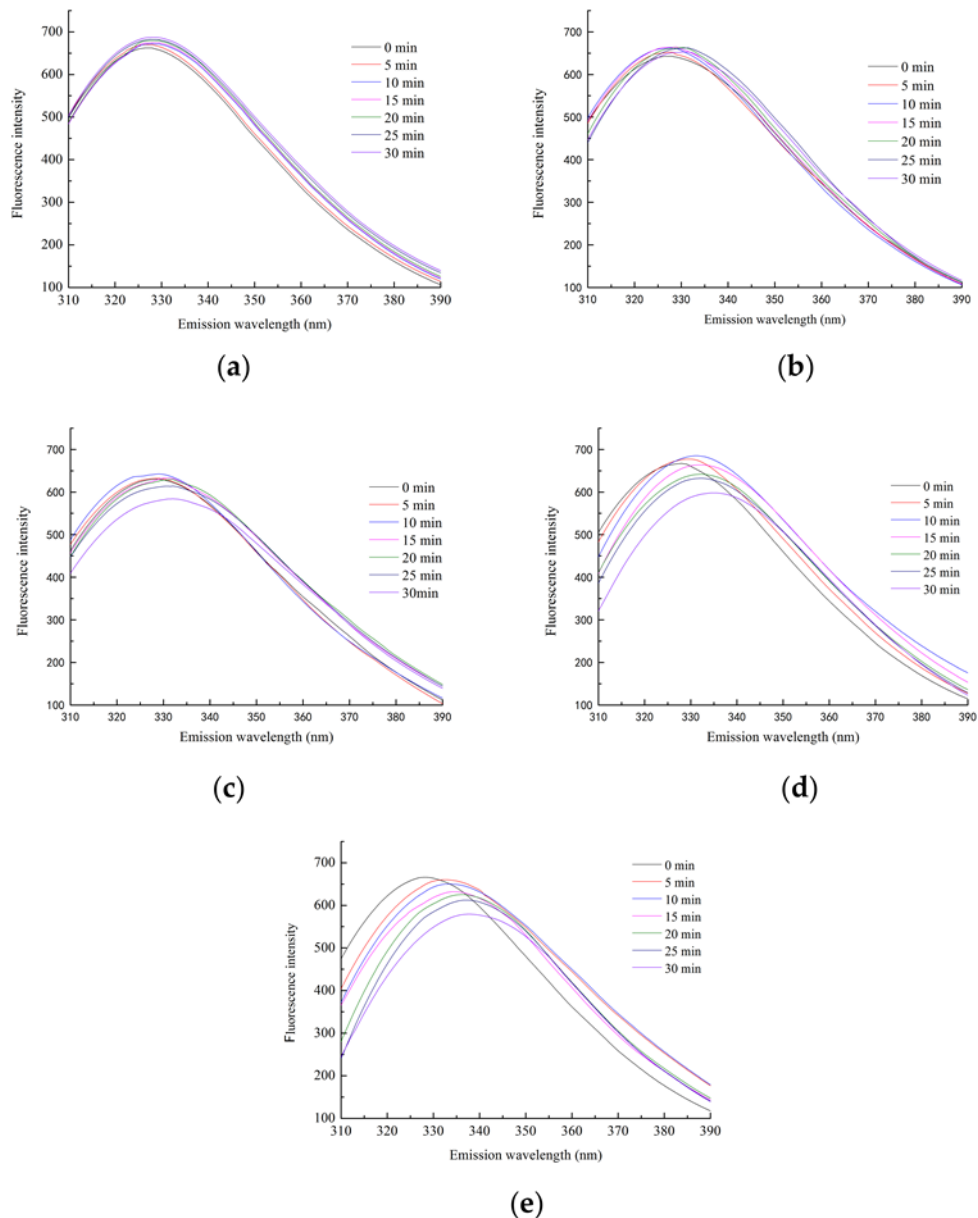 700
600
500
400
300
200
100
Fluorescence intensity
0 min
5 min
10 min
15 min
20 min
25 min
30 min
310 320 330 340 350 360 370 380 390
Emission wavelength (nm)
(a)
700
600
500
400
300
200
100
Fluorescence intensity
0 min
5 min
10 min
15 min
20 min
25 min
30 min
310 320 330 340 350 360 370 380 390
Emission wavelength (nm)
(b)
700
600
500
400
300
200
100
Fluorescence intensity
0 min
5 min
10 min
15 min
20 min
25 min
30min
310 320 330 340 350 360 370 380 390
Emission wavelength (nm)
(c)
700
600
500
400
300
200
100
Fluorescence intensity
0 min
5 min
10 min
15 min
20 min
25 min
30 min
310 320 330 340 350 360 370 380 390
Emission wavelength (nm)
(d)
700
600
500
400
300
200
100
Fluorescence intensity
0 min
5 min
10 min
15 min
20 min
25 min
30 min
310 320 330 340 350 360 370 380 390
Emission wavelength (nm)
(e)